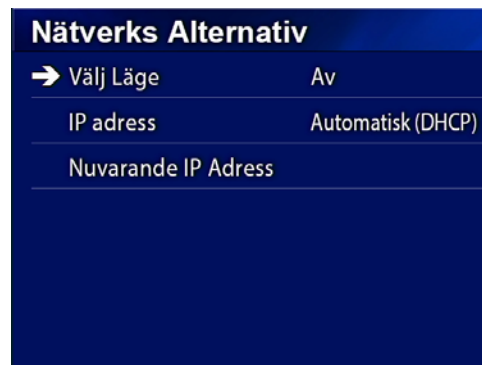 Nätverks Alternativ
Välj Läge Av
IP adress Automatisk (DHCP)
Nuvarande IP Adress